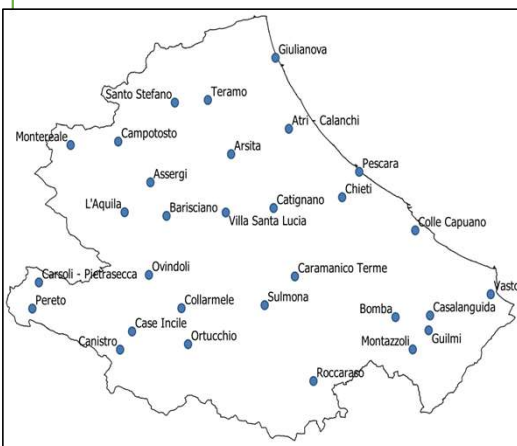 Giulianova
Santo Stefano
Teramo
Atri - Calanchi
Montereale
Campotosto
Arsita
Pescara
Assergi
Chieti
L'Aquila
Barisciano
Villa Santa Lucia
Catignano
Colle Capuano
Ovindoli
Caramanico Terme
Carsoli - Pietrasecca
Vasto
Pereto
Collarmele
Sulmona
Bomba
Casalanguida
Case Incile
Guilmi
Canistro
Ortucchio
Montazzoli
Roccaraso